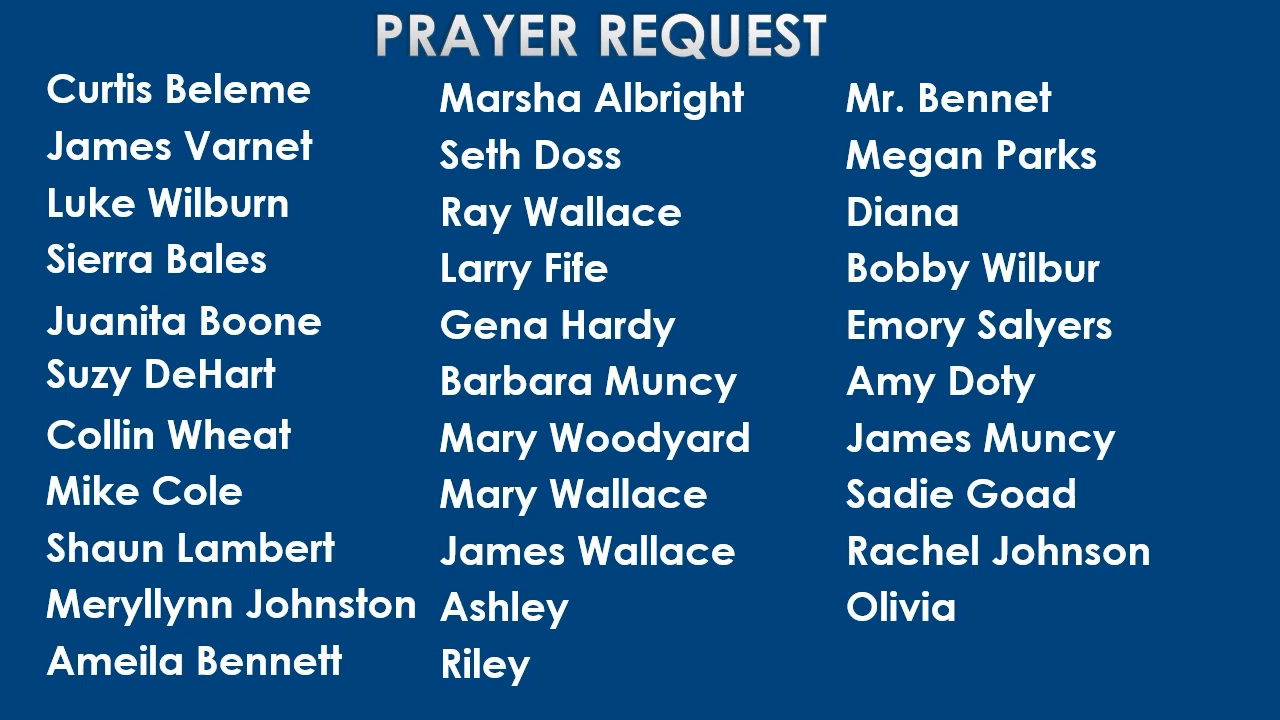 PRAYER REQUEST
Curtis Beleme
James Varnet
Luke Wilburn
Sierra Bales
Juanita Boone
Suzy DeHart
Collin Wheat
Mike Cole
Shaun Lambert
Meryllynn Johnston
Ameila Bennett
Marsha Albright
Seth Doss
Ray Wallace
Larry Fife
Gena Hardy
Barbara Muncy
Mary Woodyard
Mary Wallace
James Wallace
Ashley
Riley
Mr. Bennet
Megan Parks
Diana
Bobby Wilbur
Emory Salyers
Amy Doty
James Muncy
Sadie Goad
Rachel Johnson
Olivia